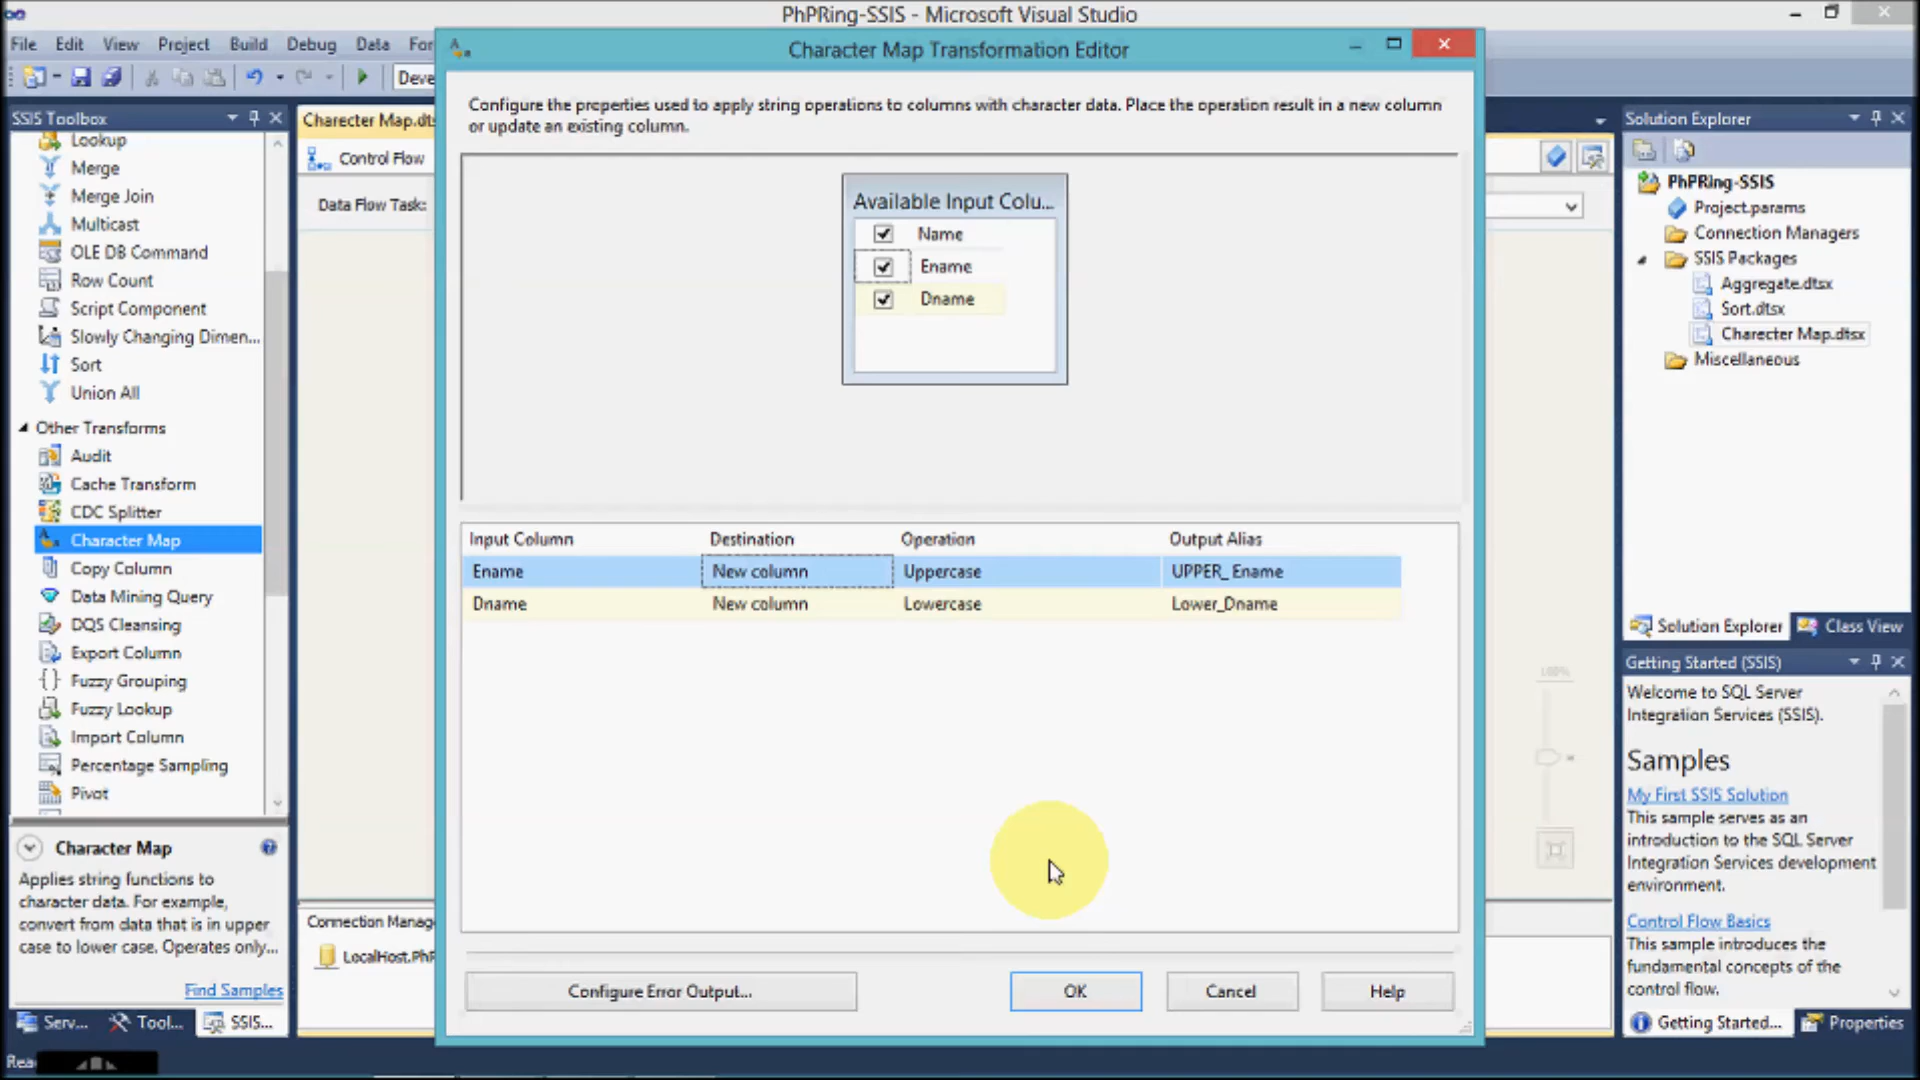 PhPRing-SSIS - Microsoft Visual Studio
File Edit View Project Build Debug Data For
Character Map Transformation Editor
Deve
SSIS Toolbox
Lookup
Merge
Merge Join
Multicast
OLE DB Command
Row Count
Script Component
Slowly Changing Dimen...
Sort
Union All
Other Transforms
Audit
Cache Transform
CDC Splitter
Character Map
Copy Column
Data Mining Query
DQS Cleansing
Export Column
Fuzzy Grouping
Fuzzy Lookup
Import Column
Percentage Sampling
Pivot
Character Map
Applies string functions to
character data. For example,
convert from data that is in upper
case to lower case. Operates only...
Find Samples
Serv... Tool... SSIS...
Rea
Charecter Map.dts
Control Flow
Data Flow Task:
Connection Manag
LocalHost.PhP
Configure the properties used to apply string operations to columns with character data. Place the operation result in a new column
or update an existing column.
Available Input Colu...
Name
Ename
Dname
Input Column Destination Operation Output Alias
Ename New column Uppercase UPPER_ Ename
Dname New column Lowercase Lower_Dname
Configure Error Output... OK Cancel Help
100%
Solution Explorer
PhPRing-SSIS
Project.params
Connection Managers
SSIS Packages
Aggregate.dtsx
Sort.dtsx
Charecter Map.dtsx
Miscellaneous
Solution Explorer Class View
Getting Started (SSIS)
Welcome to SQL Server
Integration Services (SSIS).
Samples
My First SSIS Solution
This sample serves as an
introduction to the SQL Server
Integration Services development
environment.
Control Flow Basics
This sample introduces the
fundamental concepts of the
control flow.
Getting Started... Properties